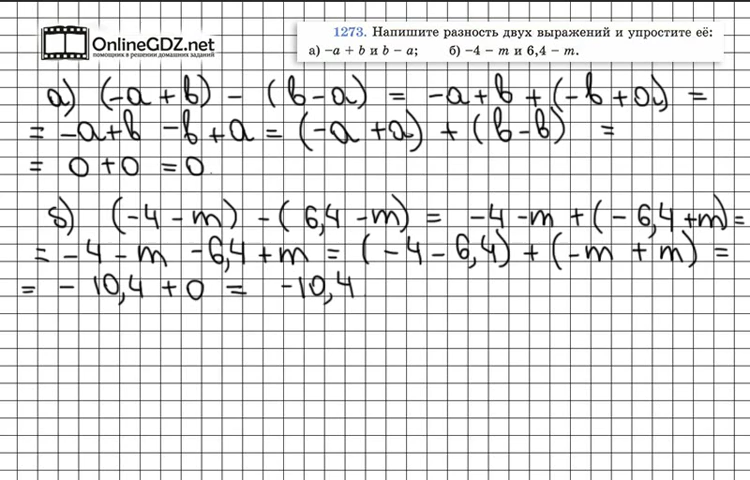 OnlineGDZ.net
помощник в решении домашних заданий
1273. Напишите разность двух выражений и упростите её:
а) –a + b и b – a; б) –4 – m и 6,4 – m.
а) (-a+b) - (b-a) = -a+b+(-b+a) =
= -a+b -b+a = (-a+a) + (b-b) =
= 0+0 =0.
б) (-4-m) -(6,4-m) = -4-m+(-6,4+m)=
= -4-m -6,4+m = (-4-6,4)+(-m+m) =
= -10,4+0 = -10,4